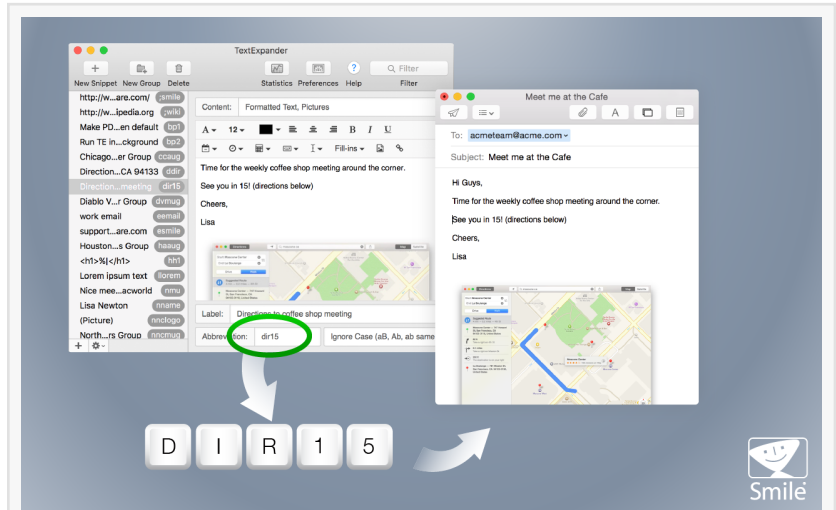 TextExpander
Filter
New Snippet New Group Delete
Statistics Preferences Help
Filter
http://w...are.com/ ;smile
http://w...ipedia.org ;wiki
Make PD...en default bp1
Run TE in...ckground bp2
Chicago...er Group ccaug
Direction...CA 94133 ddir
Direction...meeting dir15
Diablo V...r Group dvmug
work email eemail
support...are.com esmile
Houston...s Group haaug
<h1>%|</h1> hh1
Lorem ipsum text llorem
Nice mee...acworld nmu
Lisa Newton nname
(Picture) nnclogo
North...rs Group nncmug
Content: Formatted Text, Pictures
A 12 B I U
Fill-ins
Time for the weekly coffee shop meeting around the corner.
See you in 15! (directions below)
Cheers,
Lisa
Label: Directions to coffee shop meeting
Abbreviation: dir15 Ignore Case (aB, Ab, ab same
Meet me at the Cafe
A
To: acmeteam@acme.com
Subject: Meet me at the Cafe
Hi Guys,
Time for the weekly coffee shop meeting around the corner.
See you in 15! (directions below)
Cheers,
Lisa
D I R 1 5
Smile